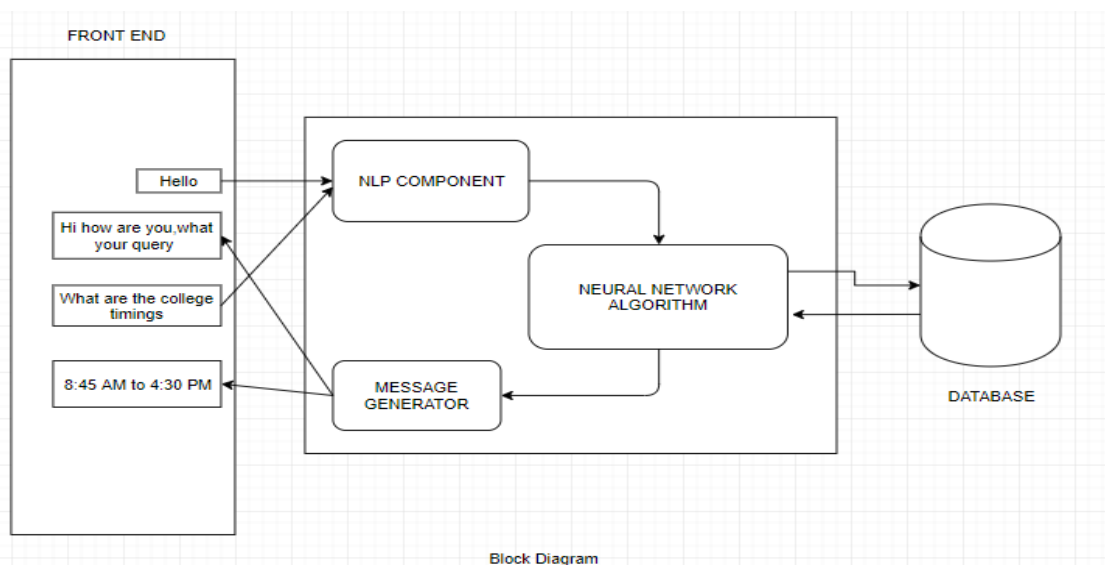 FRONT END
Hello
Hi how are you,what
your query
What are the college
timings
8:45 AM to 4:30 PM
NLP COMPONENT
NEURAL NETWORK
ALGORITHM
MESSAGE
GENERATOR
DATABASE
Block Diagram